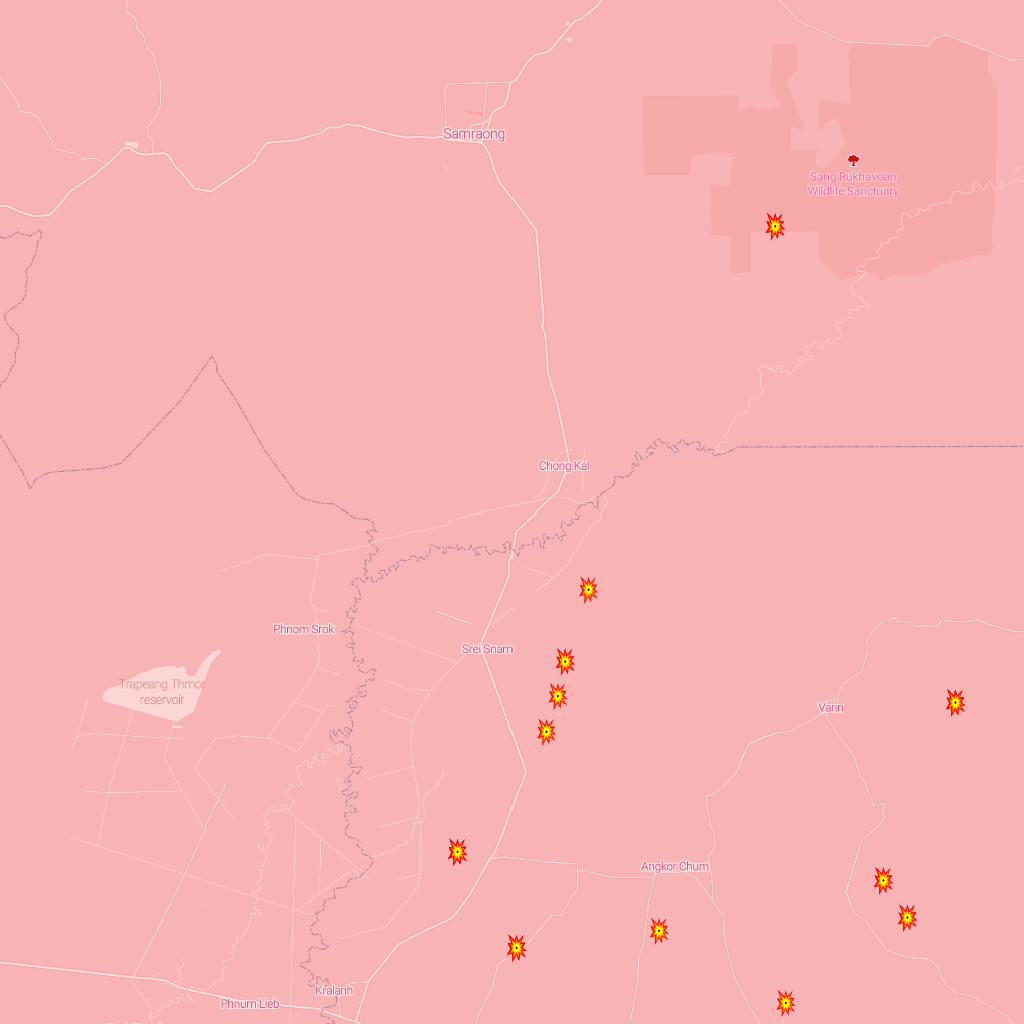 Samraong
Sang Rukhavoan
Wildlife Sanctuary
Chong Kal
Phnom Srok
Srei Snam
Trapeang Thmor
reservoir
Varin
Angkor Chum
Kralanh
Phnum Lieb